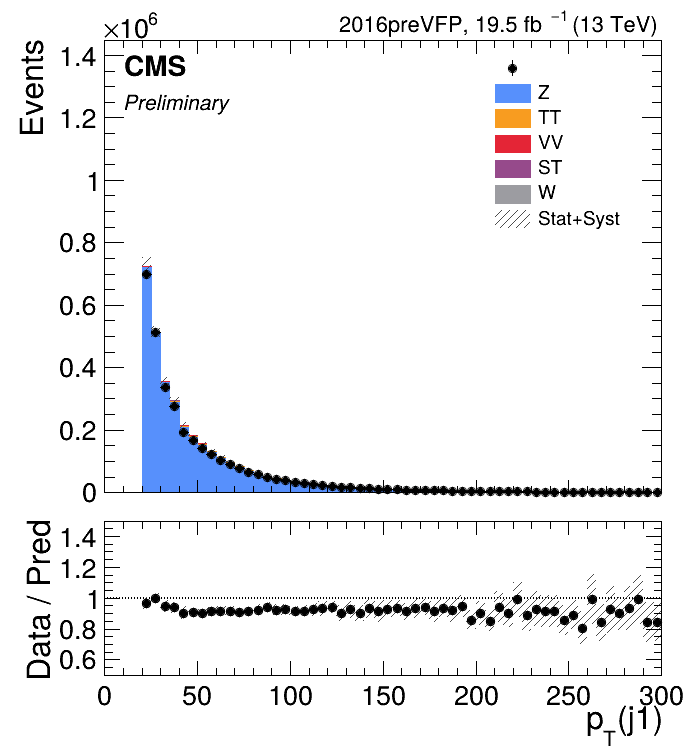 ×10⁶
2016preVFP, 19.5 fb ⁻¹ (13 TeV)
Events
CMS
Preliminary
Z
TT
VV
ST
W
Stat+Syst
1.4
1.2
1
0.8
0.6
0.4
0.2
0
Data / Pred
1.4
1.2
1
0.8
0.6
0 50 100 150 200 250 300
p_T(j1)